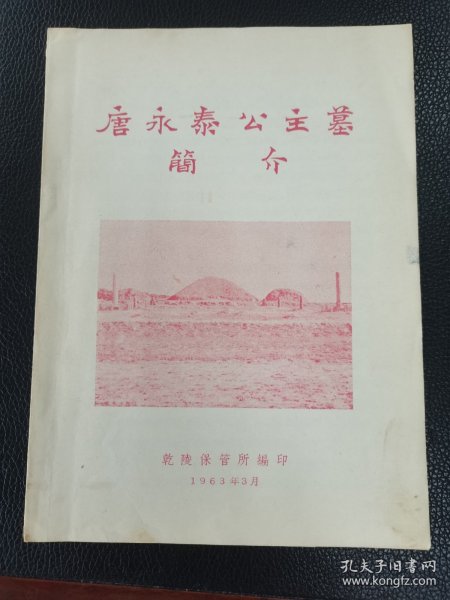 唐永泰公主墓
簡介
乾陵保管所編印
1963年3月
孔夫子旧书网
www.kongfz.com